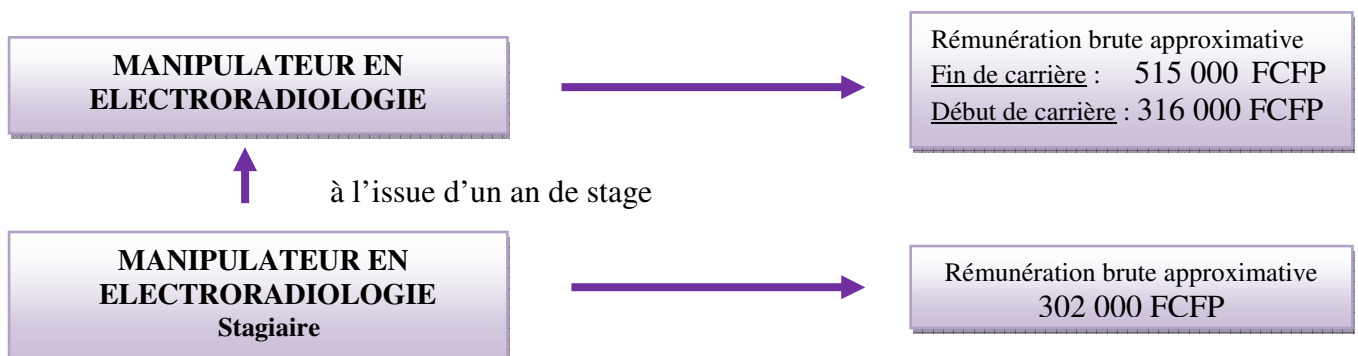 MANIPULATEUR EN
ELECTRORADIOLOGIE
Rémunération brute approximative
Fin de carrière : 515 000 FCFP
Début de carrière : 316 000 FCFP
à l’issue d’un an de stage
MANIPULATEUR EN
ELECTRORADIOLOGIE
Stagiaire
Rémunération brute approximative
302 000 FCFP